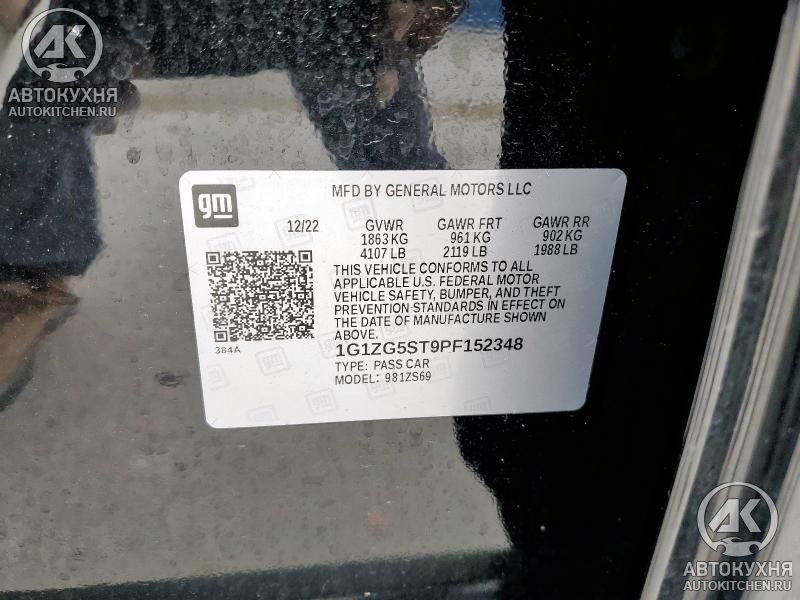 AK
АВТОКУХНЯ
AUTOKITCHEN.RU
gm
MFD BY GENERAL MOTORS LLC
12/22 GVWR GAWR FRT GAWR RR
1863 KG 961 KG 902 KG
4107 LB 2119 LB 1988 LB
THIS VEHICLE CONFORMS TO ALL
APPLICABLE U.S. FEDERAL MOTOR
VEHICLE SAFETY, BUMPER, AND THEFT
PREVENTION STANDARDS IN EFFECT ON
THE DATE OF MANUFACTURE SHOWN
ABOVE.
384A
1G1ZG5ST9PF152348
TYPE: PASS CAR
MODEL: 981ZS69
AK
АВТОКУХНЯ
AUTOKITCHEN.RU